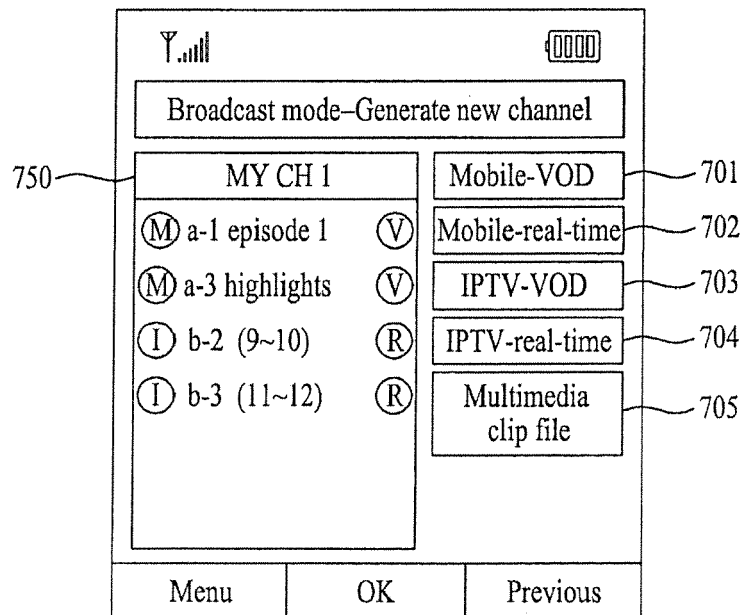 Broadcast mode–Generate new channel
750
MY CH 1
Ⓜ a-1 episode 1 Ⓥ
Ⓜ a-3 highlights Ⓥ
Ⓘ b-2 (9~10) Ⓡ
Ⓘ b-3 (11~12) Ⓡ
Mobile-VOD 701
Mobile-real-time 702
IPTV-VOD 703
IPTV-real-time 704
Multimedia
clip file 705
Menu OK Previous